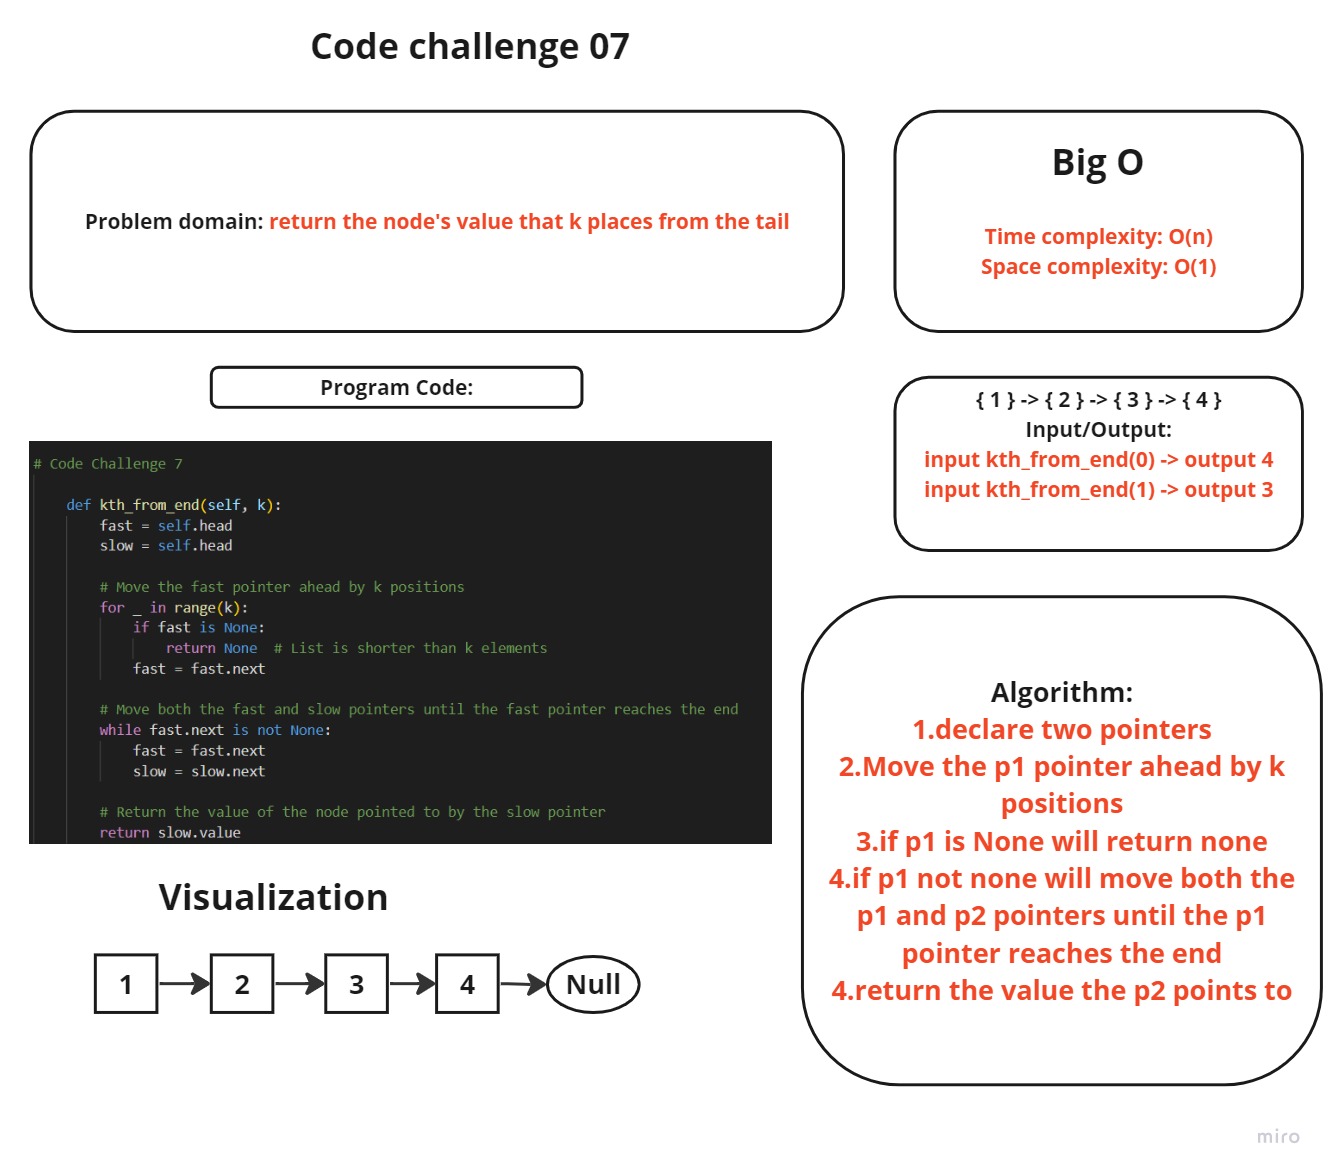 Code challenge 07
Problem domain: return the node's value that k places from the tail
Big O
Time complexity: O(n)
Space complexity: O(1)
Program Code:
# Code Challenge 7
def kth_from_end(self, k):
fast = self.head
slow = self.head
# Move the fast pointer ahead by k positions
for _ in range(k):
if fast is None:
return None  # List is shorter than k elements
fast = fast.next
# Move both the fast and slow pointers until the fast pointer reaches the end
while fast.next is not None:
fast = fast.next
slow = slow.next
# Return the value of the node pointed to by the slow pointer
return slow.value
{ 1 } -> { 2 } -> { 3 } -> { 4 }
Input/Output:
input kth_from_end(0) -> output 4
input kth_from_end(1) -> output 3
Algorithm:
1.declare two pointers
2.Move the p1 pointer ahead by k
positions
3.if p1 is None will return none
4.if p1 not none will move both the
p1 and p2 pointers until the p1
pointer reaches the end
4.return the value the p2 points to
Visualization
1
2
3
4
Null
miro